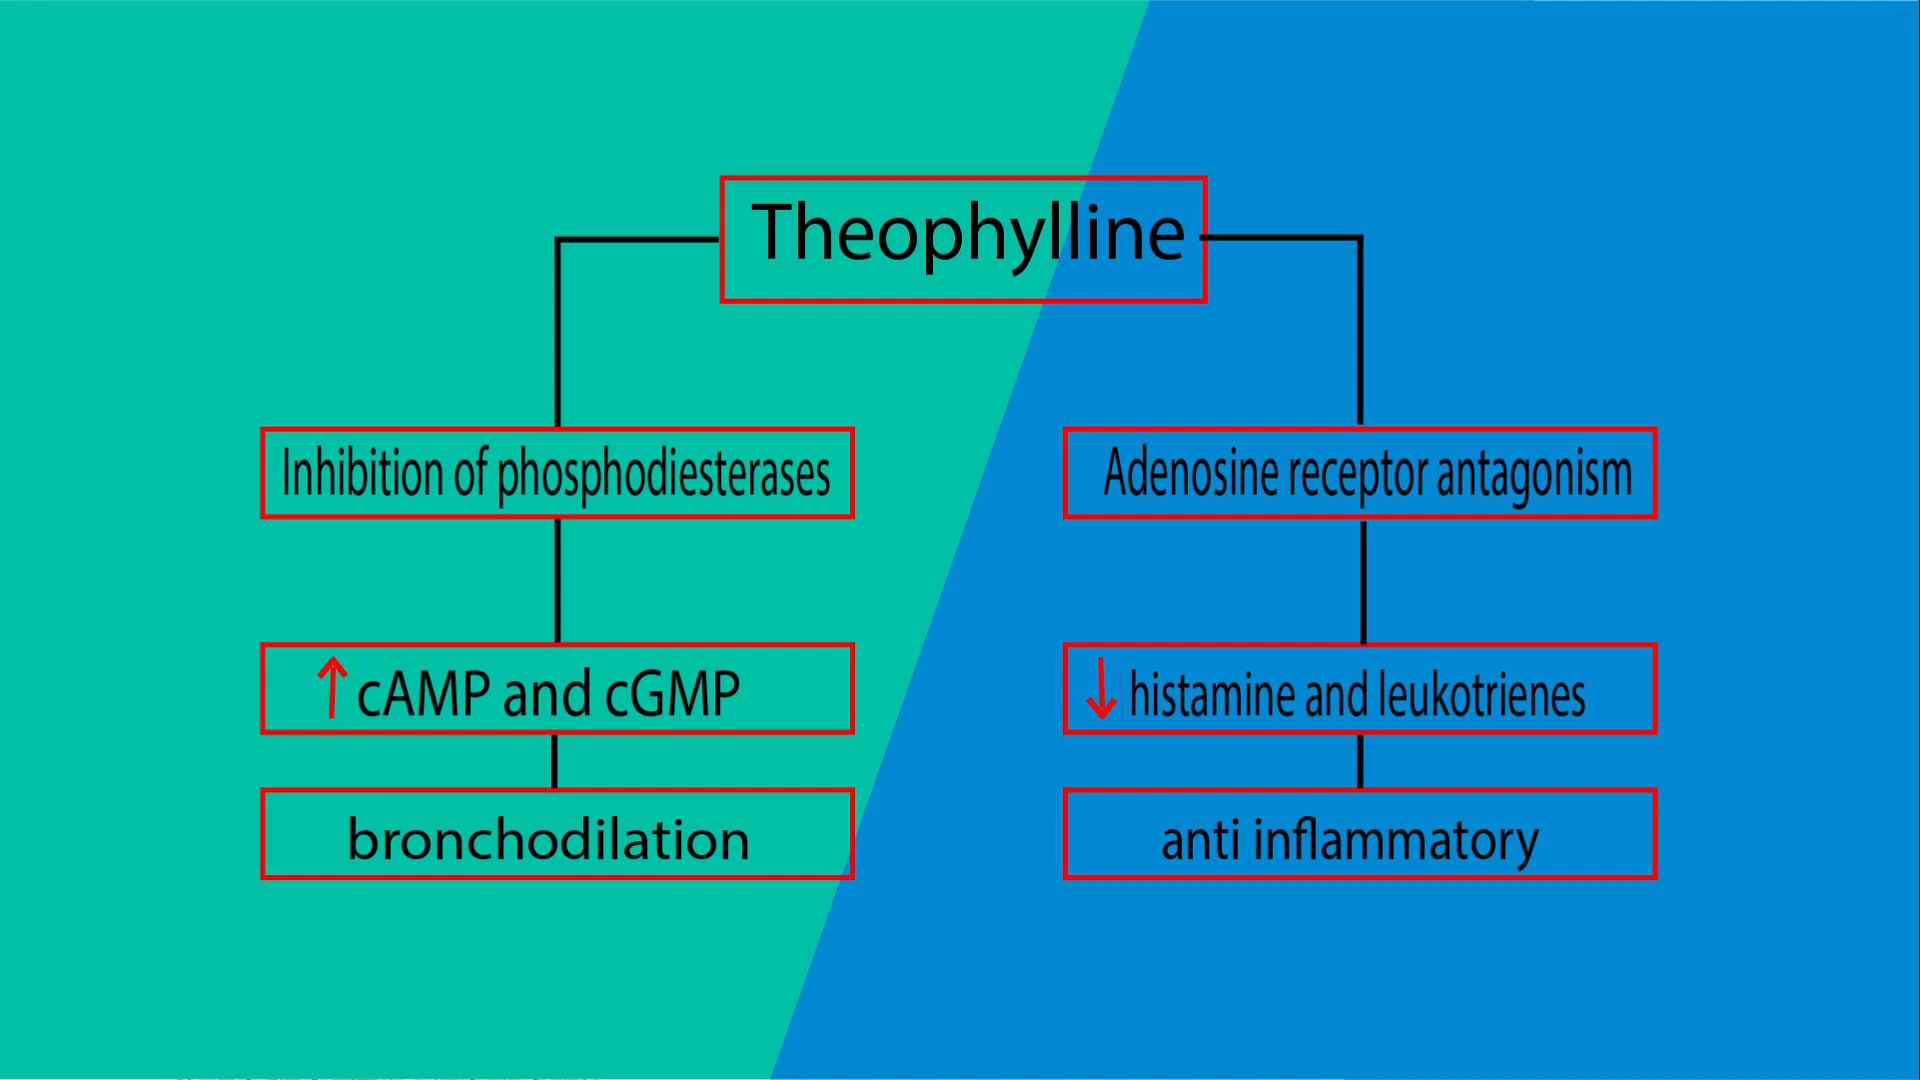 Theophylline
Inhibition of phosphodiesterases
Adenosine receptor antagonism
↑ cAMP and cGMP
↓ histamine and leukotrienes
bronchodilation
anti inflammatory